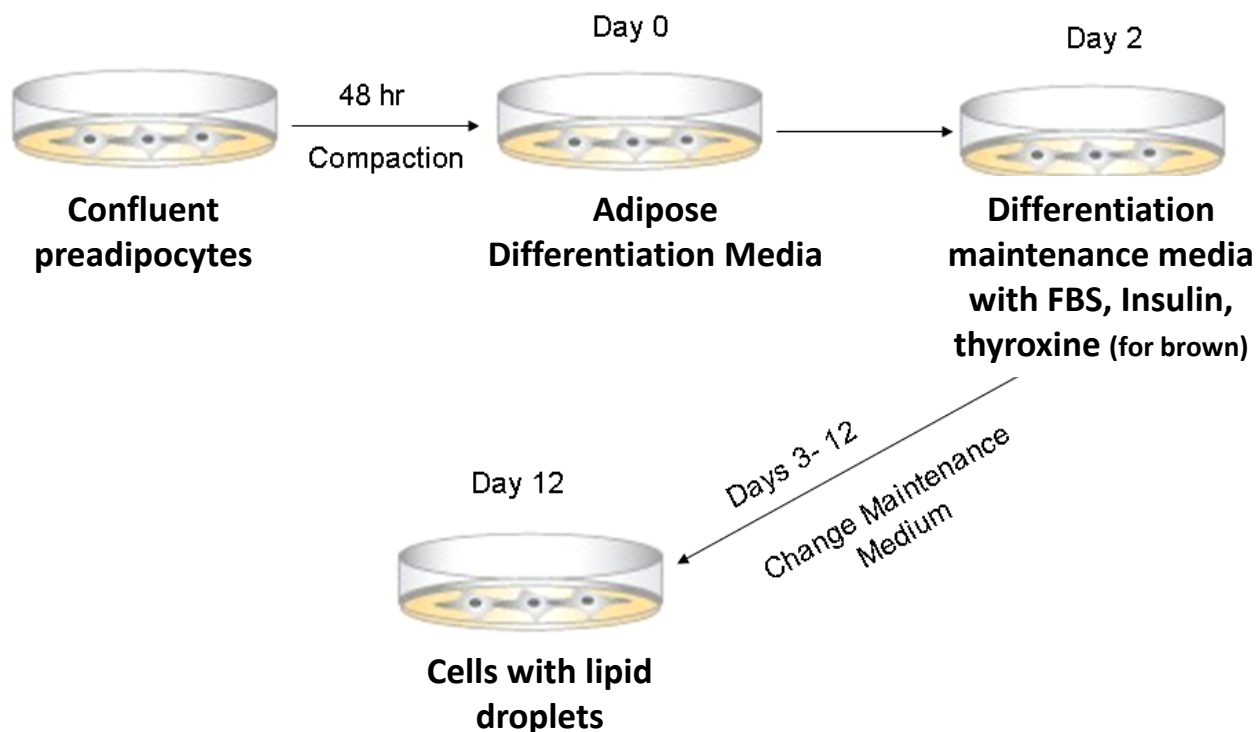 Day 0
Day 2
48 hr
Compaction
Confluent
preadipocytes
Adipose
Differentiation Media
Differentiation
maintenance media
with FBS, Insulin,
thyroxine (for brown)
Days 3- 12
Change Maintenance
Medium
Day 12
Cells with lipid
droplets